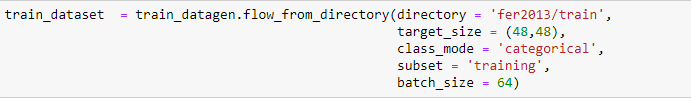 train_dataset  = train_datagen.flow_from_directory(directory = 'fer2013/train',
                                                   target_size = (48,48),
                                                   class_mode = 'categorical',
                                                   subset = 'training',
                                                   batch_size = 64)